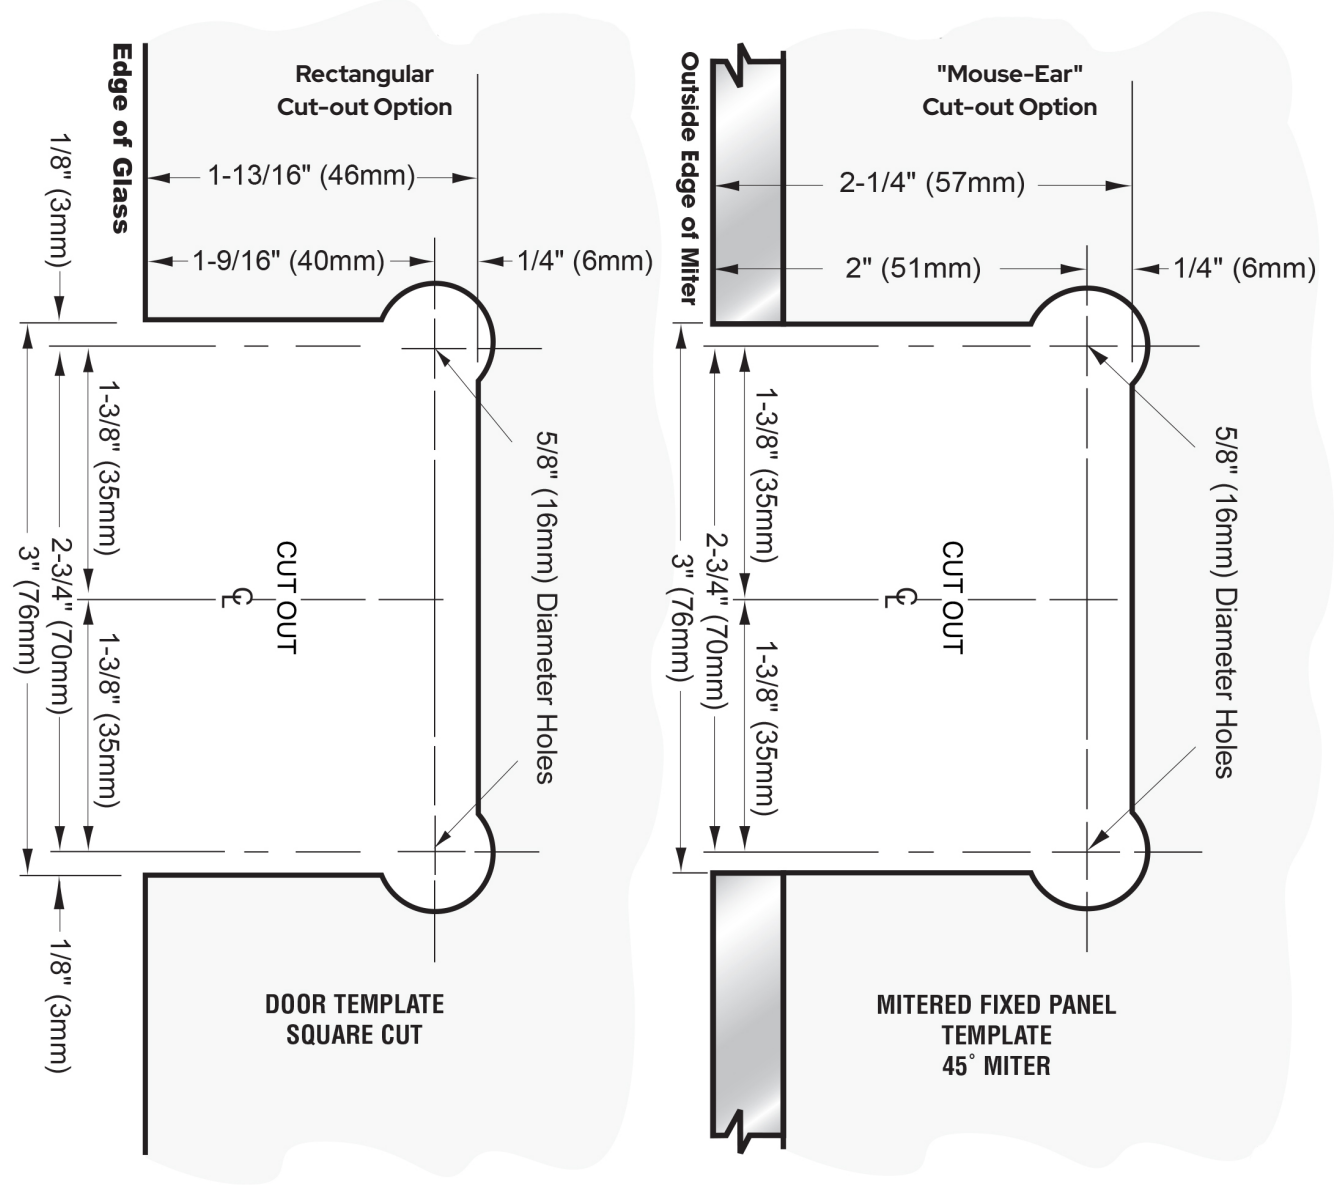 Edge of Glass
Rectangular
Cut-out Option
1/8" (3mm)
1-13/16" (46mm)
1-9/16" (40mm)
1/4" (6mm)
1-3/8" (35mm)
2-3/4" (70mm)
3" (76mm)
5/8" (16mm) Diameter Holes
CUT OUT
CL
1-3/8" (35mm)
1/8" (3mm)
DOOR TEMPLATE
SQUARE CUT
Outside Edge of Miter
"Mouse-Ear"
Cut-out Option
2-1/4" (57mm)
2" (51mm)
1/4" (6mm)
1-3/8" (35mm)
2-3/4" (70mm)
3" (76mm)
5/8" (16mm) Diameter Holes
CUT OUT
CL
1-3/8" (35mm)
MITERED FIXED PANEL
TEMPLATE
45° MITER